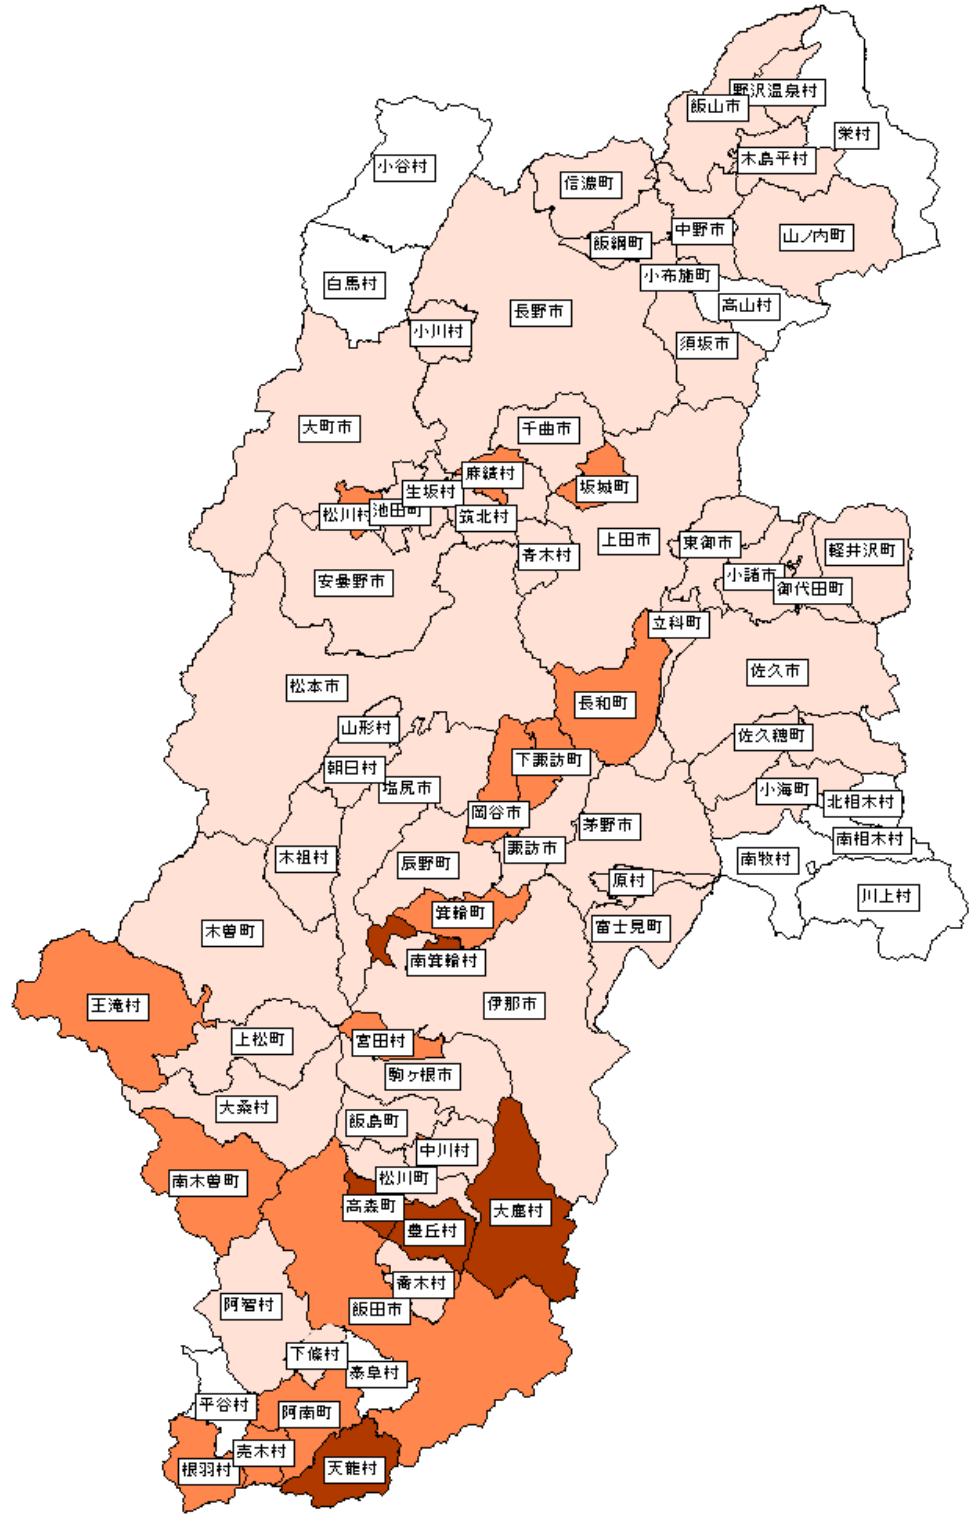 野沢温泉村
飯山市
栄村
木島平村
小谷村
信濃町
中野市
山ノ内町
飯綱町
小布施町
白馬村
高山村
長野市
小川村
須坂市
大町市
千曲市
麻績村
坂城町
生坂村
松川村
池田町
筑北村
上田市
東御市
青木村
軽井沢町
小諸市
御代田町
安曇野市
立科町
佐久市
松本市
長和町
山形村
佐久穂町
下諏訪町
朝日村
塩尻市
小海町
北相木村
岡谷市
茅野市
南相木村
諏訪市
木祖村
辰野町
南牧村
原村
川上村
箕輪町
木曽町
富士見町
南箕輪村
王滝村
伊那市
上松町
宮田村
駒ヶ根市
大桑村
飯島町
中川村
南木曽町
松川町
高森町
大鹿村
豊丘村
喬木村
阿智村
飯田市
下條村
泰阜村
平谷村
阿南町
売木村
根羽村
天龍村